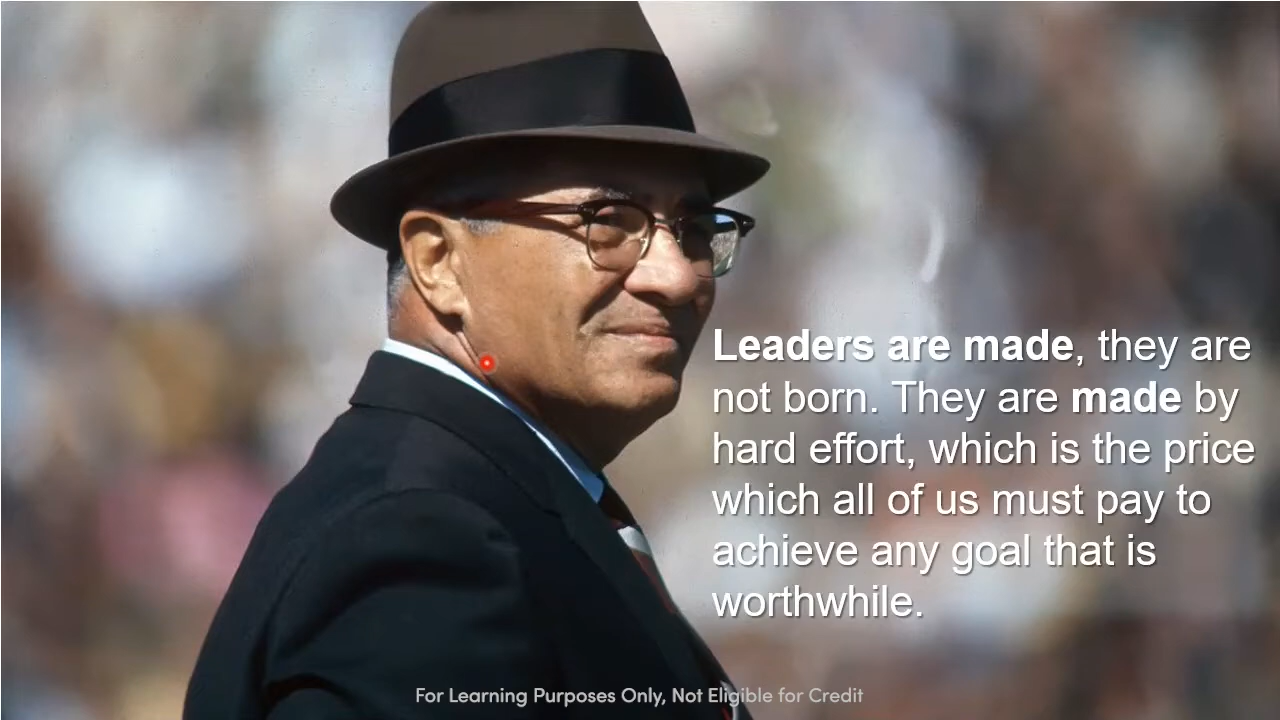 Leaders are made, they are
not born. They are made by
hard effort, which is the price
which all of us must pay to
achieve any goal that is
worthwhile.
For Learning Purposes Only, Not Eligible for Credit